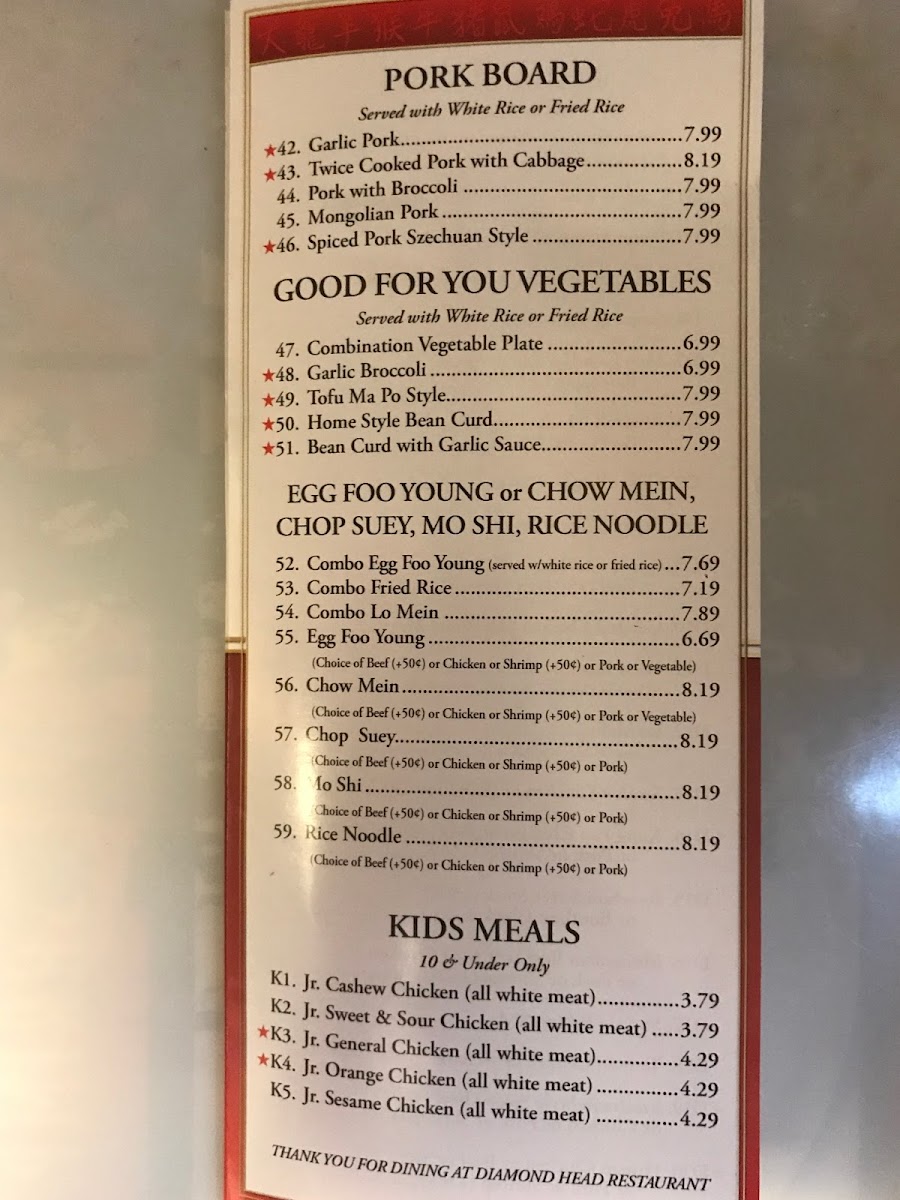 PORK BOARD
Served with White Rice or Fried Rice
★42. Garlic Pork..........7.99
★43. Twice Cooked Pork with Cabbage..........8.19
44. Pork with Broccoli ..........7.99
45. Mongolian Pork ..........7.99
★46. Spiced Pork Szechuan Style ..........7.99
GOOD FOR YOU VEGETABLES
Served with White Rice or Fried Rice
47. Combination Vegetable Plate ..........6.99
★48. Garlic Broccoli ..........6.99
★49. Tofu Ma Po Style..........7.99
★50. Home Style Bean Curd..........7.99
★51. Bean Curd with Garlic Sauce..........7.99
EGG FOO YOUNG or CHOW MEIN,
CHOP SUEY, MO SHI, RICE NOODLE
52. Combo Egg Foo Young (served w/white rice or fried rice) ...7.69
53. Combo Fried Rice ..........7.19
54. Combo Lo Mein ..........7.89
55. Egg Foo Young ..........6.69
(Choice of Beef (+50¢) or Chicken or Shrimp (+50¢) or Pork or Vegetable)
56. Chow Mein ..........8.19
(Choice of Beef (+50¢) or Chicken or Shrimp (+50¢) or Pork or Vegetable)
57. Chop Suey..........8.19
(Choice of Beef (+50¢) or Chicken or Shrimp (+50¢) or Pork)
58. Mo Shi ..........8.19
(Choice of Beef (+50¢) or Chicken or Shrimp (+50¢) or Pork)
59. Rice Noodle ..........8.19
(Choice of Beef (+50¢) or Chicken or Shrimp (+50¢) or Pork)
KIDS MEALS
10 & Under Only
K1. Jr. Cashew Chicken (all white meat)..........3.79
K2. Jr. Sweet & Sour Chicken (all white meat) .....3.79
★K3. Jr. General Chicken (all white meat)..........4.29
★K4. Jr. Orange Chicken (all white meat) ..........4.29
K5. Jr. Sesame Chicken (all white meat) ..........4.29
THANK YOU FOR DINING AT DIAMOND HEAD RESTAURANT